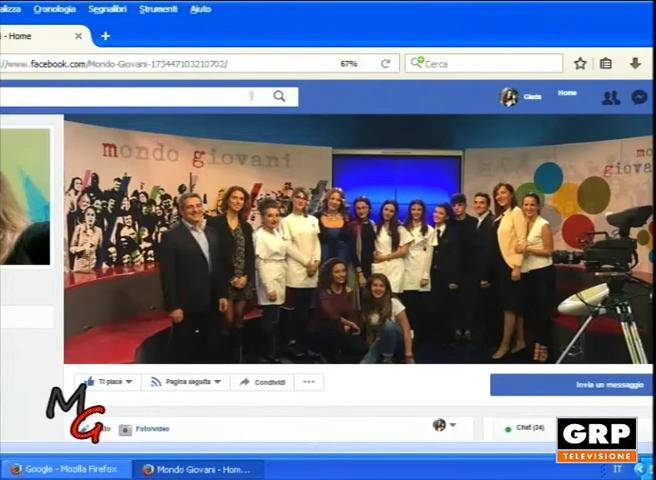 alizza Cronologia Segnalibri Strumenti Aiuto
- Home
//www.facebook.com/Mondo-Giovani-173447103210702/ 67% Cerca
Giada Home
mondo giovani
mo
giova
Ti piace Pagina seguita Condividi
Invia un messaggio
MG
Foto/video
Chat (34)
GRP
TELEVISIONE
Google - Mozilla Firefox Mondo Giovani - Hom... IT